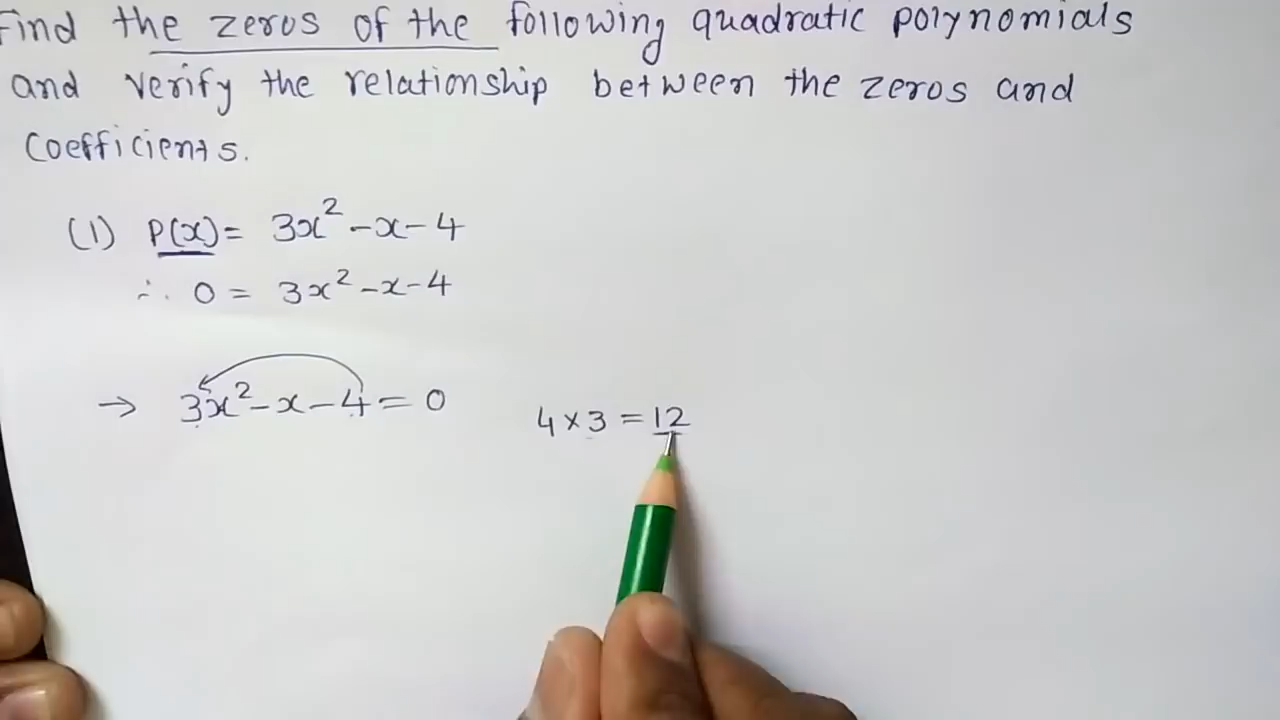 Find the zeros of the following quadratic polynomials
and verify the relationship between the zeros and
Coefficients.
(1) P(x) = 3x² - x - 4
∴ 0 = 3x² - x - 4
→ 3x² - x - 4 = 0
4 × 3 = 12